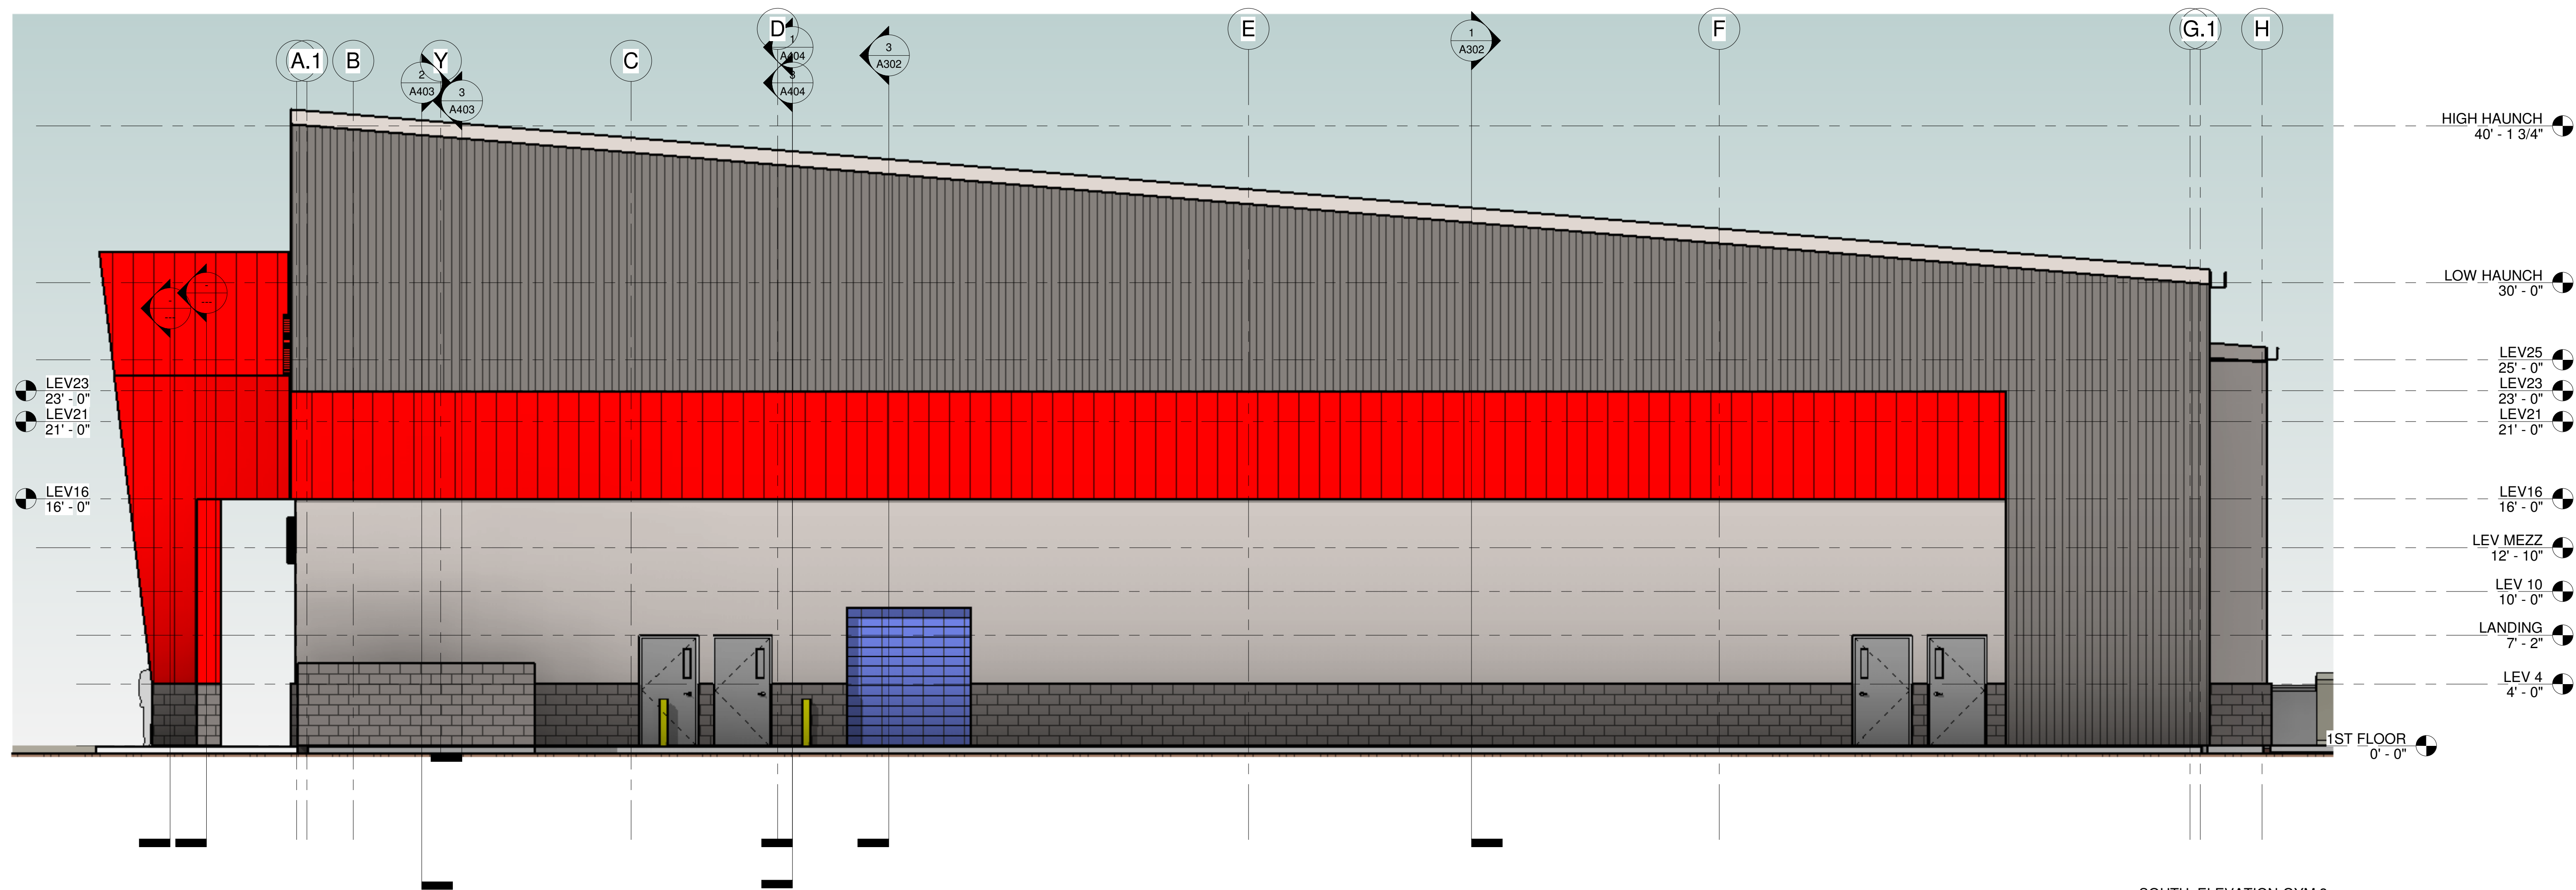 A.1
B
Y
C
D
E
F
G.1
H
2
A403
3
A403
1
A404
3
A404
3
A302
1
A302
HIGH HAUNCH
40' - 1 3/4"
LOW HAUNCH
30' - 0"
LEV25
25' - 0"
LEV23
23' - 0"
LEV21
21' - 0"
LEV16
16' - 0"
LEV MEZZ
12' - 10"
LEV 10
10' - 0"
LANDING
7' - 2"
LEV 4
4' - 0"
1ST FLOOR
0' - 0"
LEV23
23' - 0"
LEV21
21' - 0"
LEV16
16' - 0"